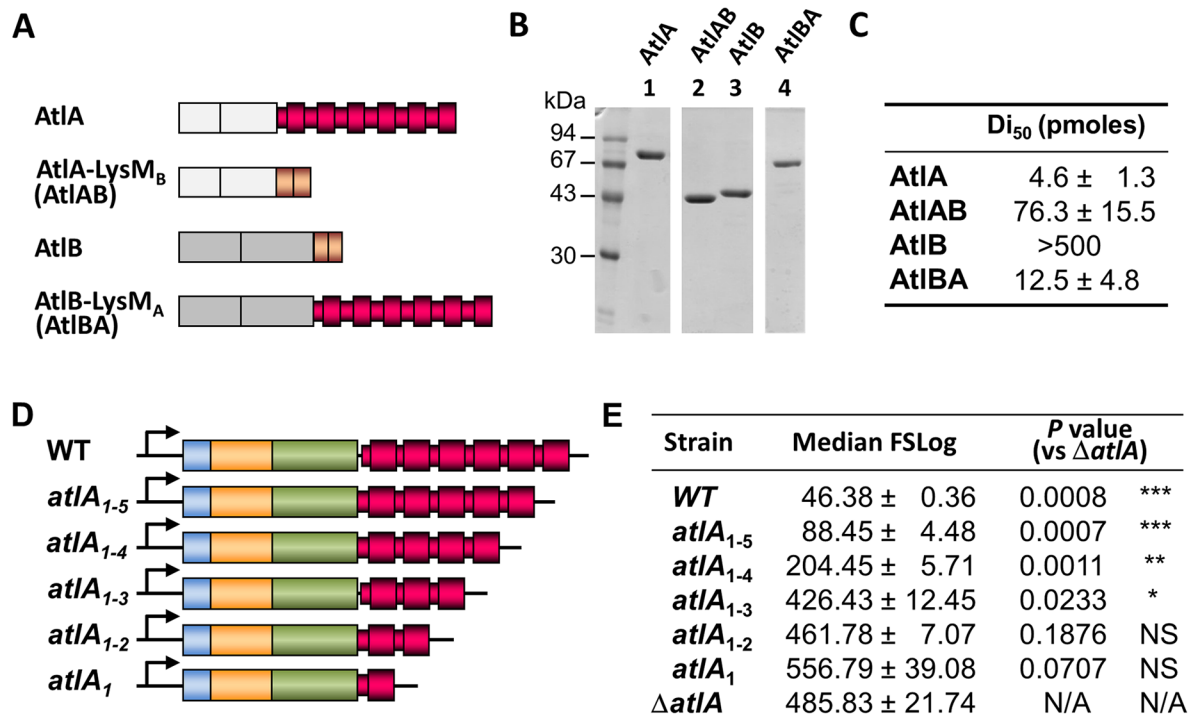 A
AtlA
AtlA-LysMB
(AtlAB)
AtlB
AtlB-LysMA
(AtlBA)
B
AtlA
AtlAB
AtlB
AtlBA
1 2 3 4
kDa
94
67
43
30
C
Di50 (pmoles)
AtlA 4.6 ± 1.3
AtlAB 76.3 ± 15.5
AtlB >500
AtlBA 12.5 ± 4.8
D
WT
atlA1-5
atlA1-4
atlA1-3
atlA1-2
atlA1
E
Strain Median FSLog P value
(vs ΔatlA)
WT 46.38 ± 0.36 0.0008 ***
atlA1-5 88.45 ± 4.48 0.0007 ***
atlA1-4 204.45 ± 5.71 0.0011 **
atlA1-3 426.43 ± 12.45 0.0233 *
atlA1-2 461.78 ± 7.07 0.1876 NS
atlA1 556.79 ± 39.08 0.0707 NS
ΔatlA 485.83 ± 21.74 N/A N/A